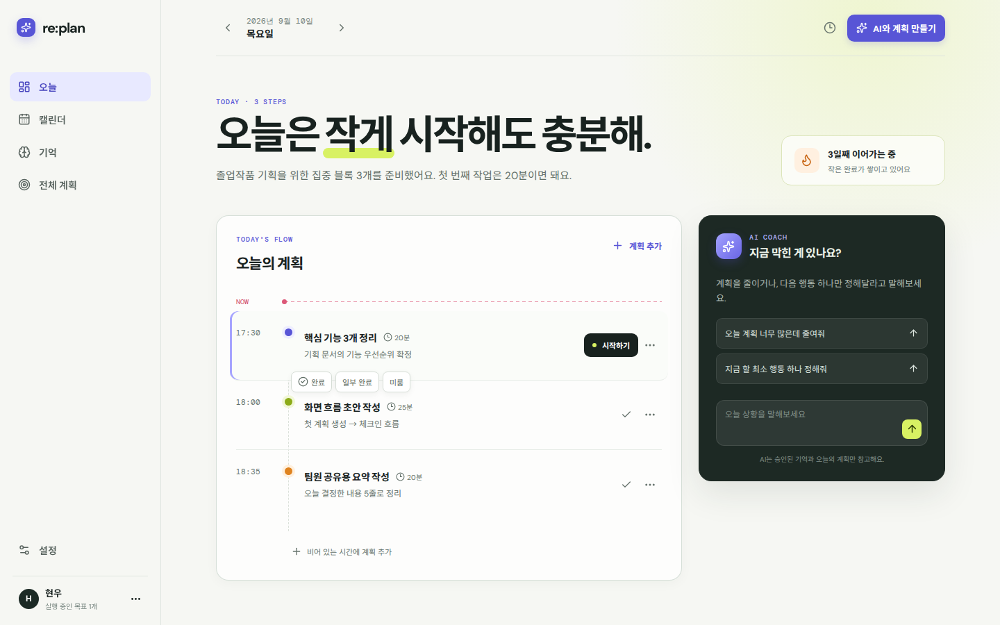 re:plan
오늘
캘린더
기억
전체 계획
설정
H
현우
실행 중인 목표 1개
2026년 9월 10일
목요일
AI와 계획 만들기
TODAY · 3 STEPS
오늘은 작게 시작해도 충분해.
졸업작품 기획을 위한 집중 블록 3개를 준비했어요. 첫 번째 작업은 20분이면 돼요.
3일째 이어가는 중
작은 완료가 쌓이고 있어요
TODAY'S FLOW
오늘의 계획
계획 추가
NOW
17:30
핵심 기능 3개 정리
20분
기획 문서의 기능 우선순위 확정
시작하기
완료
일부 완료
미룸
18:00
화면 흐름 초안 작성
25분
첫 계획 생성 → 체크인 흐름
18:35
팀원 공유용 요약 작성
20분
오늘 결정한 내용 5줄로 정리
비어 있는 시간에 계획 추가
AI COACH
지금 막힌 게 있나요?
계획을 줄이거나, 다음 행동 하나만 정해달라고 말해보세
요.
오늘 계획 너무 많은데 줄여줘
지금 할 최소 행동 하나 정해줘
오늘 상황을 말해보세요
AI는 승인된 기억과 오늘의 계획만 참고해요.